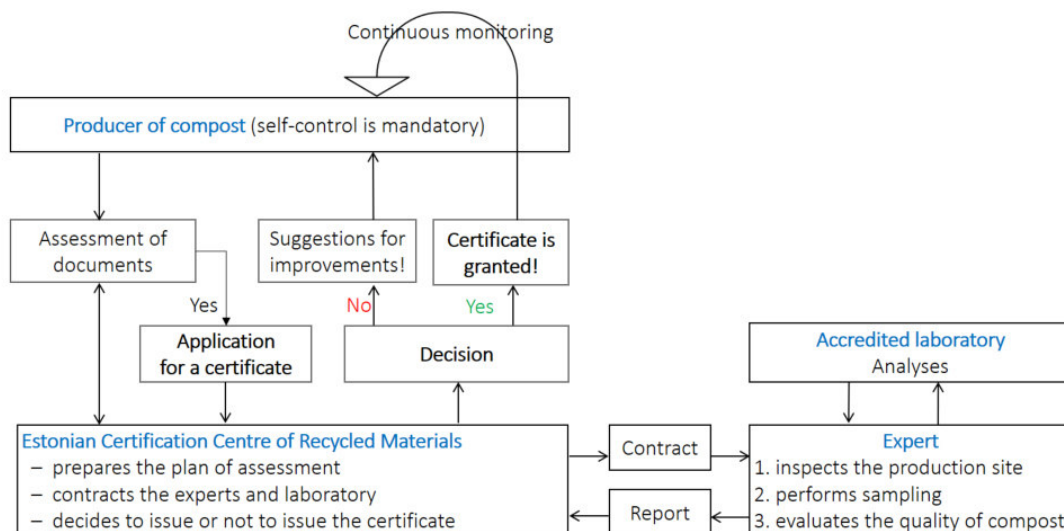 Continuous monitoring
Producer of compost (self-control is mandatory)
Assessment of
documents
Suggestions for
improvements!
Certificate is
granted!
Yes
No
Yes
Application
for a certificate
Decision
Accredited laboratory
Analyses
Estonian Certification Centre of Recycled Materials
– prepares the plan of assessment
– contracts the experts and laboratory
– decides to issue or not to issue the certificate
Contract
Report
Expert
1. inspects the production site
2. performs sampling
3. evaluates the quality of compost